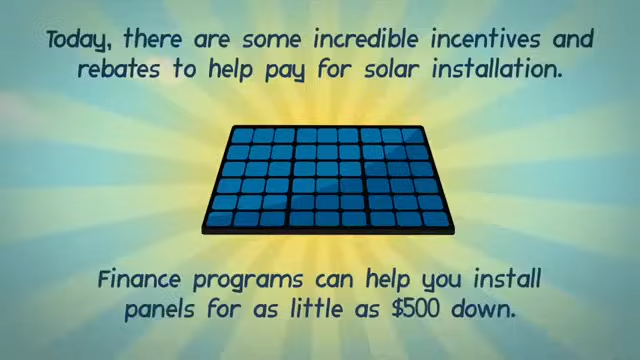 Today, there are some incredible incentives and
rebates to help pay for solar installation.
Finance programs can help you install
panels for as little as $500 down.